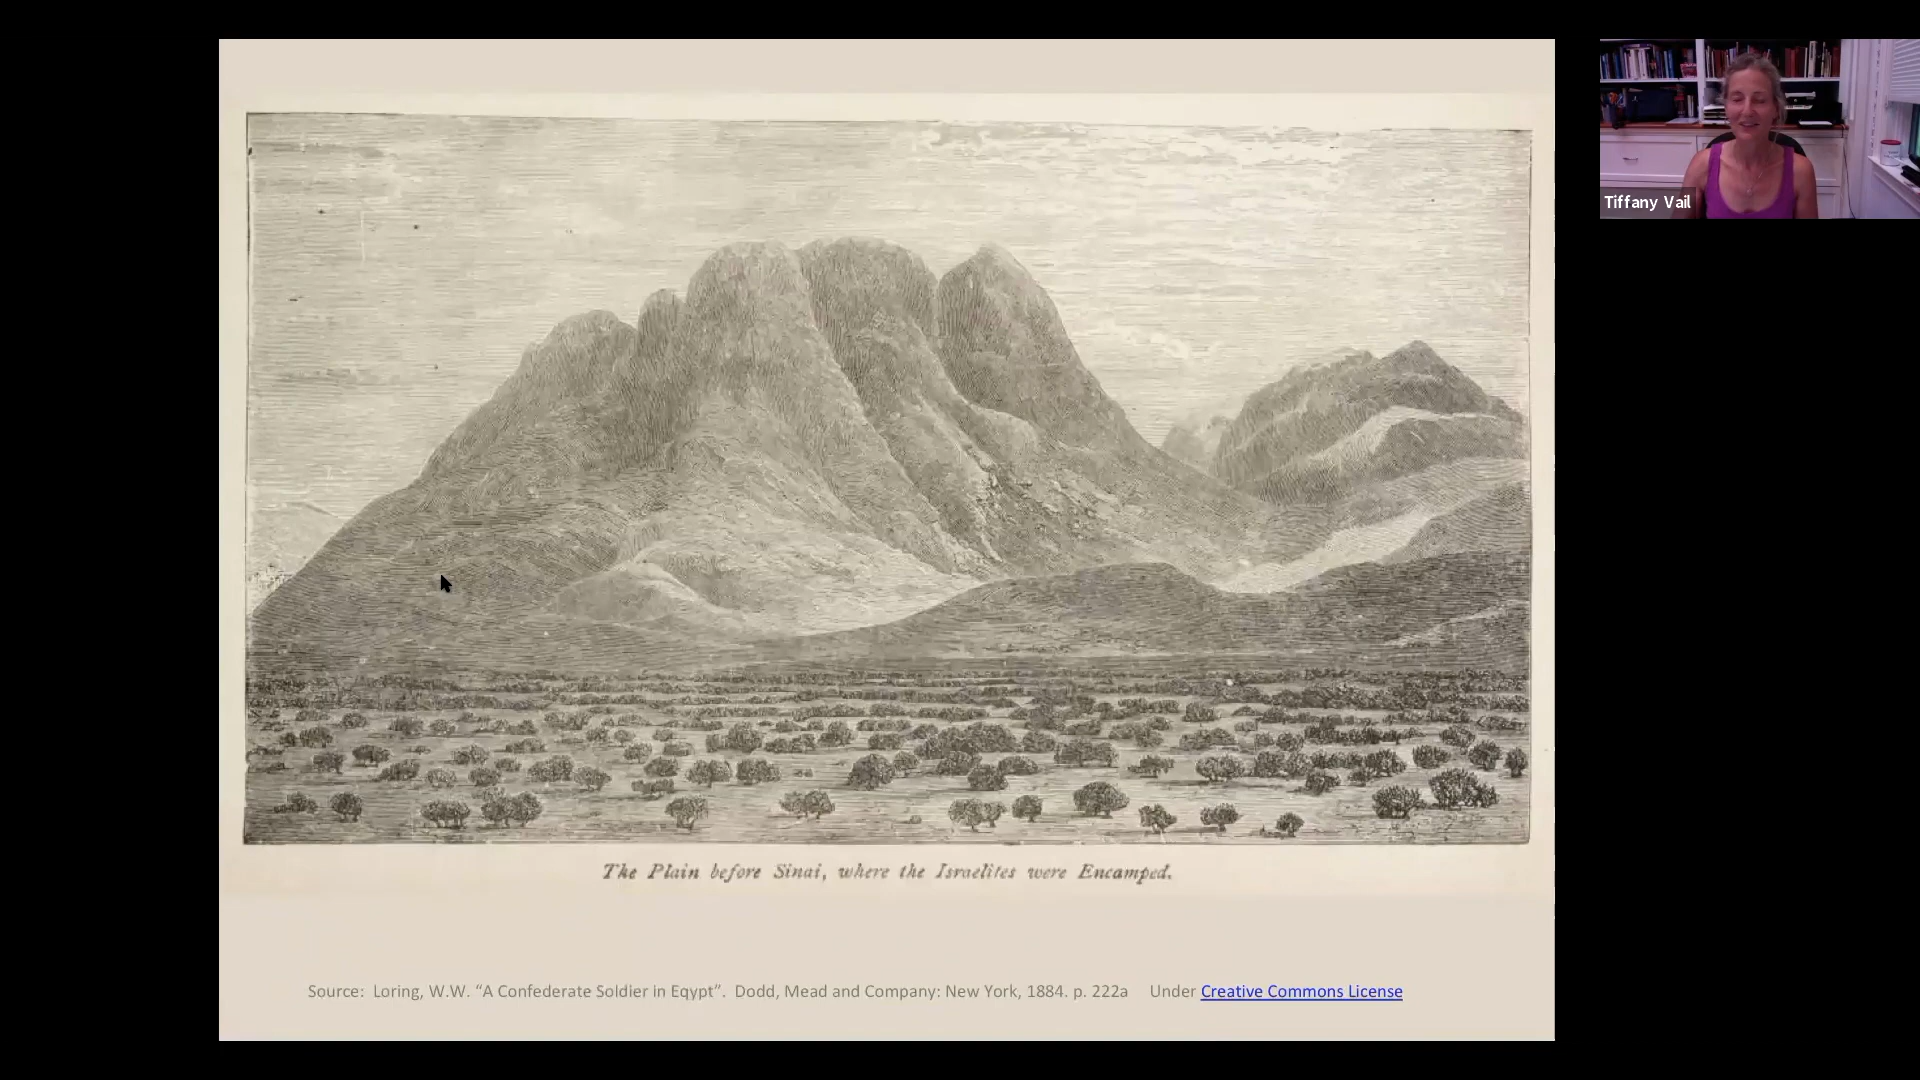 Tiffany Vail
The Plain before Sinai, where the Israelites were Encamped.
Source:  Loring, W.W. “A Confederate Soldier in Egypt”.  Dodd, Mead and Company: New York, 1884. p. 222a     Under Creative Commons License